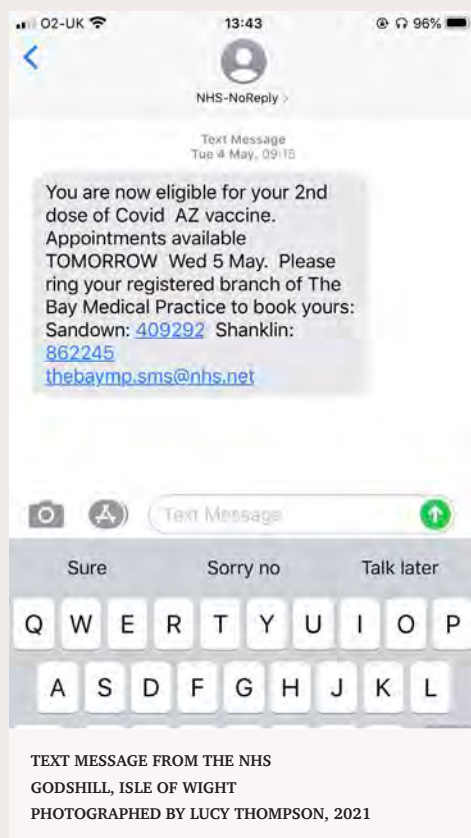 O2-UK 13:43 96%
NHS-NoReply
Text Message
Tue 4 May, 09:15
You are now eligible for your 2nd
dose of Covid  AZ vaccine.
Appointments available
TOMORROW  Wed 5 May.  Please
ring your registered branch of The
Bay Medical Practice to book yours:
Sandown: 409292  Shanklin:
862245
thebaymp.sms@nhs.net
Text Message
Sure Sorry no Talk later
Q W E R T Y U I O P
A S D F G H J K L
TEXT MESSAGE FROM THE NHS
GODSHILL, ISLE OF WIGHT
PHOTOGRAPHED BY LUCY THOMPSON, 2021